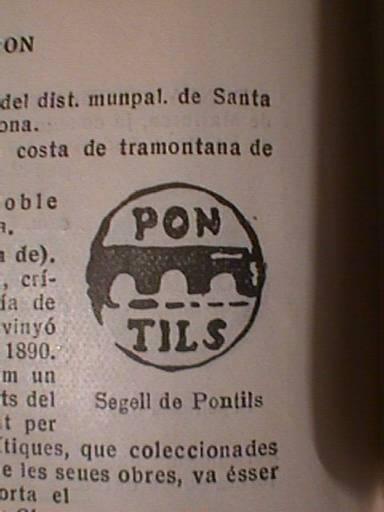 ON
del dist. munpal. de Santa
ona.
costa de tramontana de
oble
a.
a de).
, crí-
ía de
vinyó
1890.
m un
ts del
t per
PON
TILS
Segell de Pontils
ítiques, que coleccionades
e les seues obres, va ésser
orta el